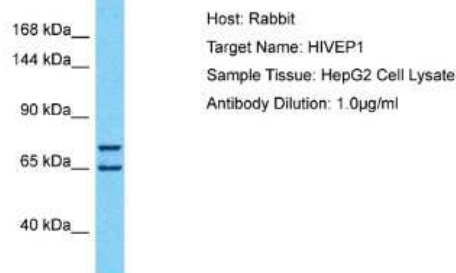 168 kDa__
144 kDa__
90 kDa__
65 kDa__
40 kDa__
Host: Rabbit
Target Name: HIVEP1
Sample Tissue: HepG2 Cell Lysate
Antibody Dilution: 1.0µg/ml